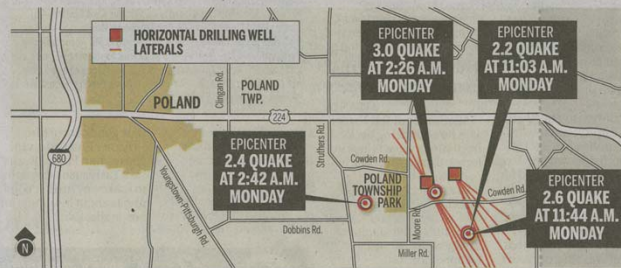 HORIZONTAL DRILLING WELL
LATERALS
EPICENTER
3.0 QUAKE
AT 2:26 A.M.
MONDAY
EPICENTER
2.2 QUAKE
AT 11:03 A.M.
MONDAY
POLAND
Clingan Rd.
POLAND
TWP.
224
680
EPICENTER
2.4 QUAKE
AT 2:42 A.M.
MONDAY
Struthers Rd.
Cowden Rd.
POLAND
TOWNSHIP
PARK
Moore Rd.
Cowden Rd.
EPICENTER
2.6 QUAKE
AT 11:44 A.M.
MONDAY
Youngstown-Pittsburgh Rd.
Dobbins Rd.
Miller Rd.
N